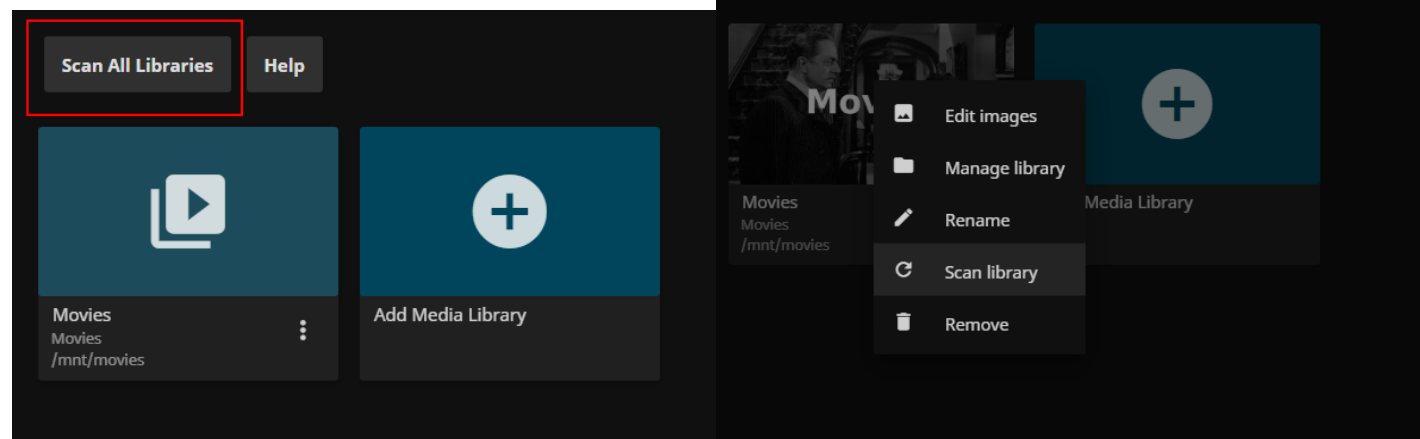 Scan All Libraries
Help
Movies
Movies
/mnt/movies
Add Media Library
Mov
Movies
Movies
/mnt/movies
Media Library
Edit images
Manage library
Rename
Scan library
Remove